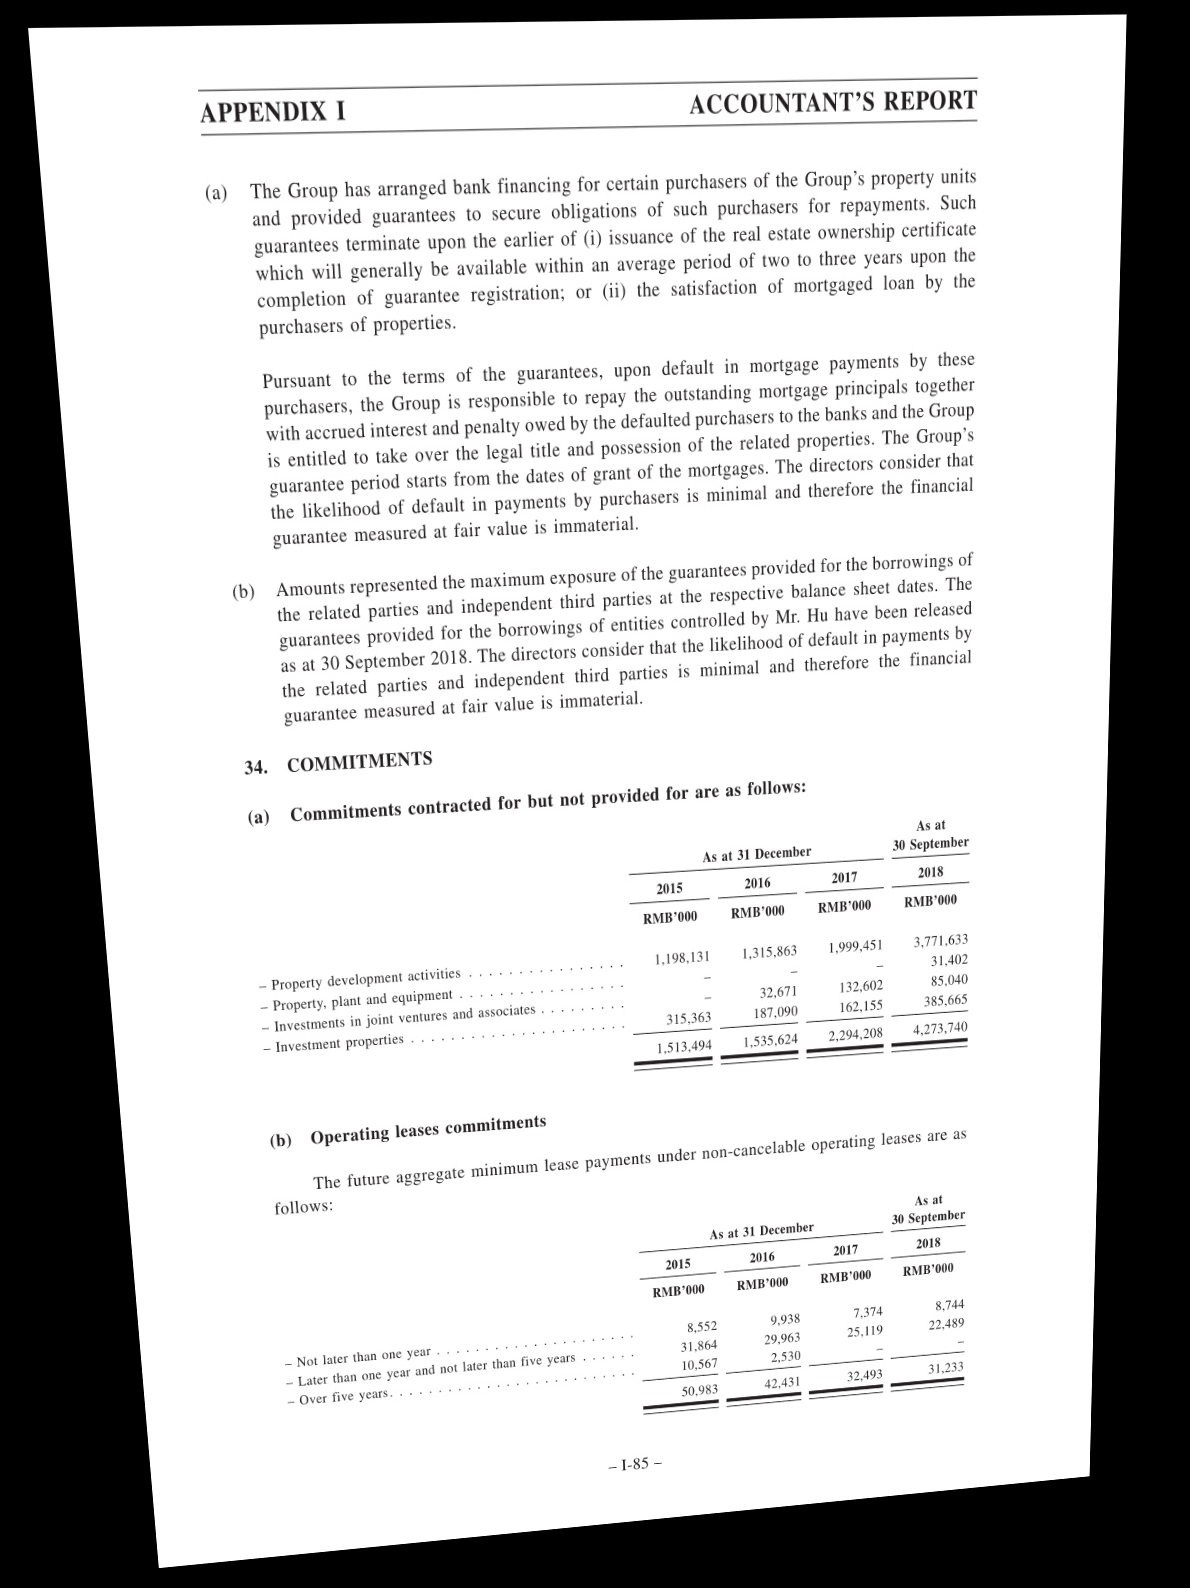 APPENDIX I
ACCOUNTANT'S REPORT
(a) The Group has arranged bank financing for certain purchasers of the Group's property units
and provided guarantees to secure obligations of such purchasers for repayments. Such
guarantees terminate upon the earlier of (i) issuance of the real estate ownership certificate
which will generally be available within an average period of two to three years upon the
completion of guarantee registration; or (ii) the satisfaction of mortgaged loan by the
purchasers of properties.
Pursuant to the terms of the guarantees, upon default in mortgage payments by these
purchasers, the Group is responsible to repay the outstanding mortgage principals together
with accrued interest and penalty owed by the defaulted purchasers to the banks and the Group
is entitled to take over the legal title and possession of the related properties. The Group's
guarantee period starts from the dates of grant of the mortgages. The directors consider that
the likelihood of default in payments by purchasers is minimal and therefore the financial
guarantee measured at fair value is immaterial.
(b) Amounts represented the maximum exposure of the guarantees provided for the borrowings of
the related parties and independent third parties at the respective balance sheet dates. The
guarantees provided for the borrowings of entities controlled by Mr. Hu have been released
as at 30 September 2018. The directors consider that the likelihood of default in payments by
the related parties and independent third parties is minimal and therefore the financial
guarantee measured at fair value is immaterial.
34. COMMITMENTS
(a) Commitments contracted for but not provided for are as follows:
As at
As at 31 December 30 September
2015 2016 2017 2018
RMB'000 RMB'000 RMB'000 RMB'000
– Property development activities . . . . . . . . . . . . . . . . 1,198,131 1,315,863 1,999,451 3,771,633
– Property, plant and equipment . . . . . . . . . . . . . . . . . – – – 31,402
– Investments in joint ventures and associates . . . . . . . . . – 32,671 132,602 85,040
– Investment properties . . . . . . . . . . . . . . . . . . . . . . 315,363 187,090 162,155 385,665
1,513,494 1,535,624 2,294,208 4,273,740
(b) Operating leases commitments
The future aggregate minimum lease payments under non-cancelable operating leases are as
follows:
As at
As at 31 December 30 September
2015 2016 2017 2018
RMB'000 RMB'000 RMB'000 RMB'000
– Not later than one year . . . . . . . . . . . . . . . . . . . . . 8,552 9,938 7,374 8,744
– Later than one year and not later than five years . . . . . . 31,864 29,963 25,119 22,489
– Over five years. . . . . . . . . . . . . . . . . . . . . . . . . . 10,567 2,530 – –
50,983 42,431 32,493 31,233
– I-85 –